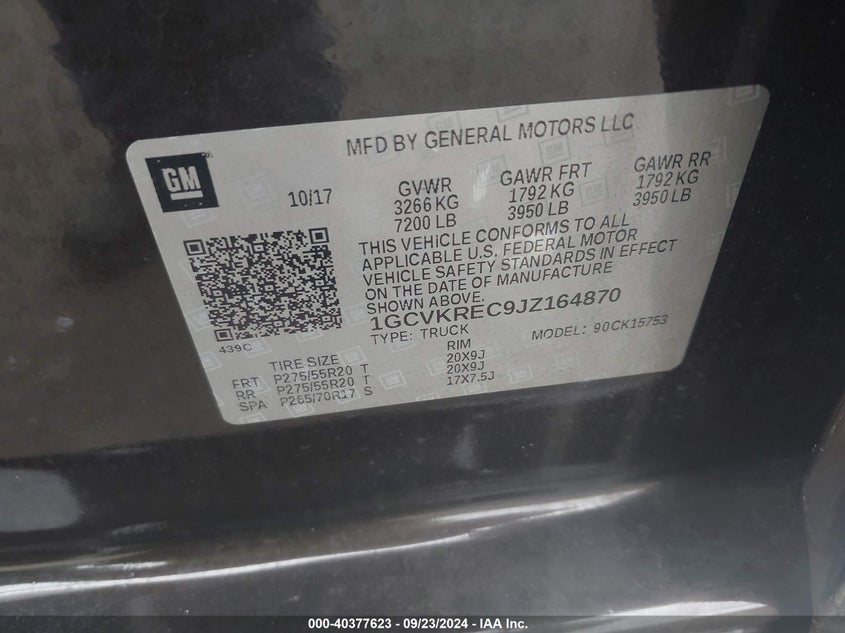 MFD BY GENERAL MOTORS LLC
GM
10/17
GVWR
3266 KG
7200 LB
GAWR FRT
1792 KG
3950 LB
GAWR RR
1792 KG
3950 LB
THIS VEHICLE CONFORMS TO ALL
APPLICABLE U.S. FEDERAL MOTOR
VEHICLE SAFETY STANDARDS IN EFFECT
ON THE DATE OF MANUFACTURE
SHOWN ABOVE.
1GCVKREC9JZ164870
TYPE: TRUCK
MODEL: 90CK15753
439C
TIRE SIZE RIM
FRT P275/55R20 T 20X9J
RR P275/55R20 T 20X9J
SPA P265/70R17 S 17X7.5J
000-40377623 - 09/23/2024 - IAA Inc.